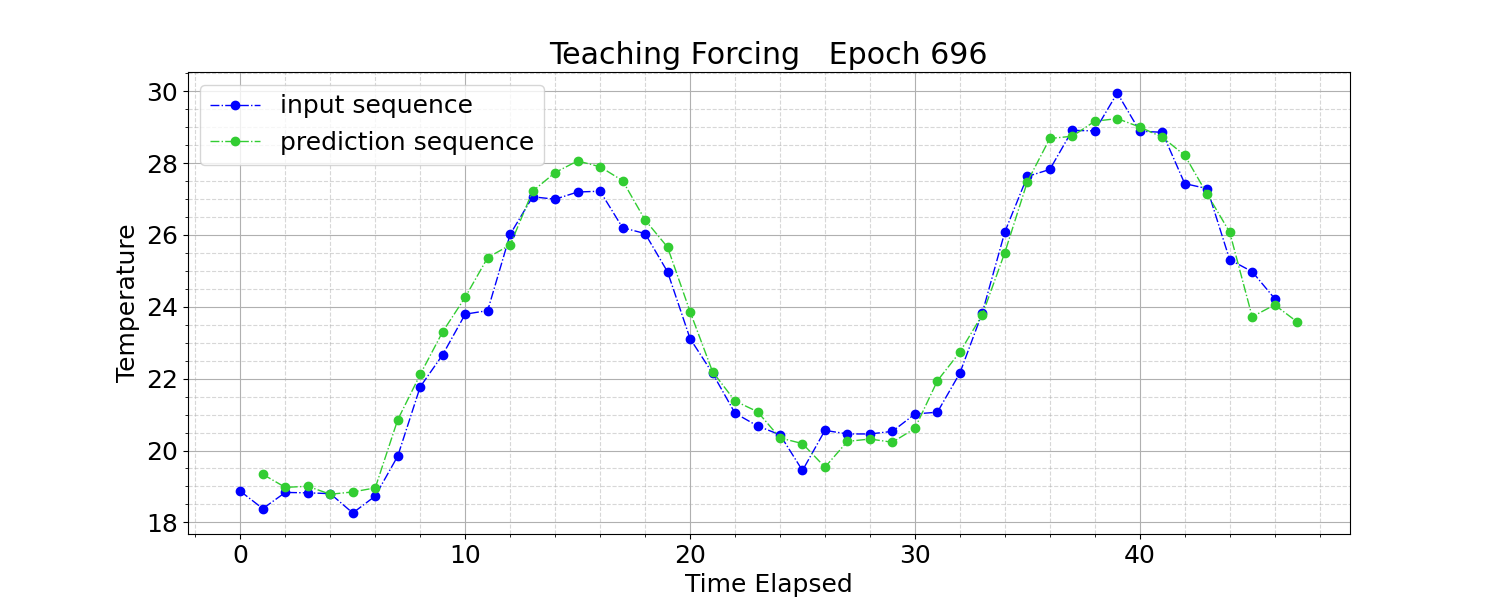 Teaching Forcing   Epoch 696
input sequence
prediction sequence
Temperature
30
28
26
24
22
20
18
0 10 20 30 40
Time Elapsed